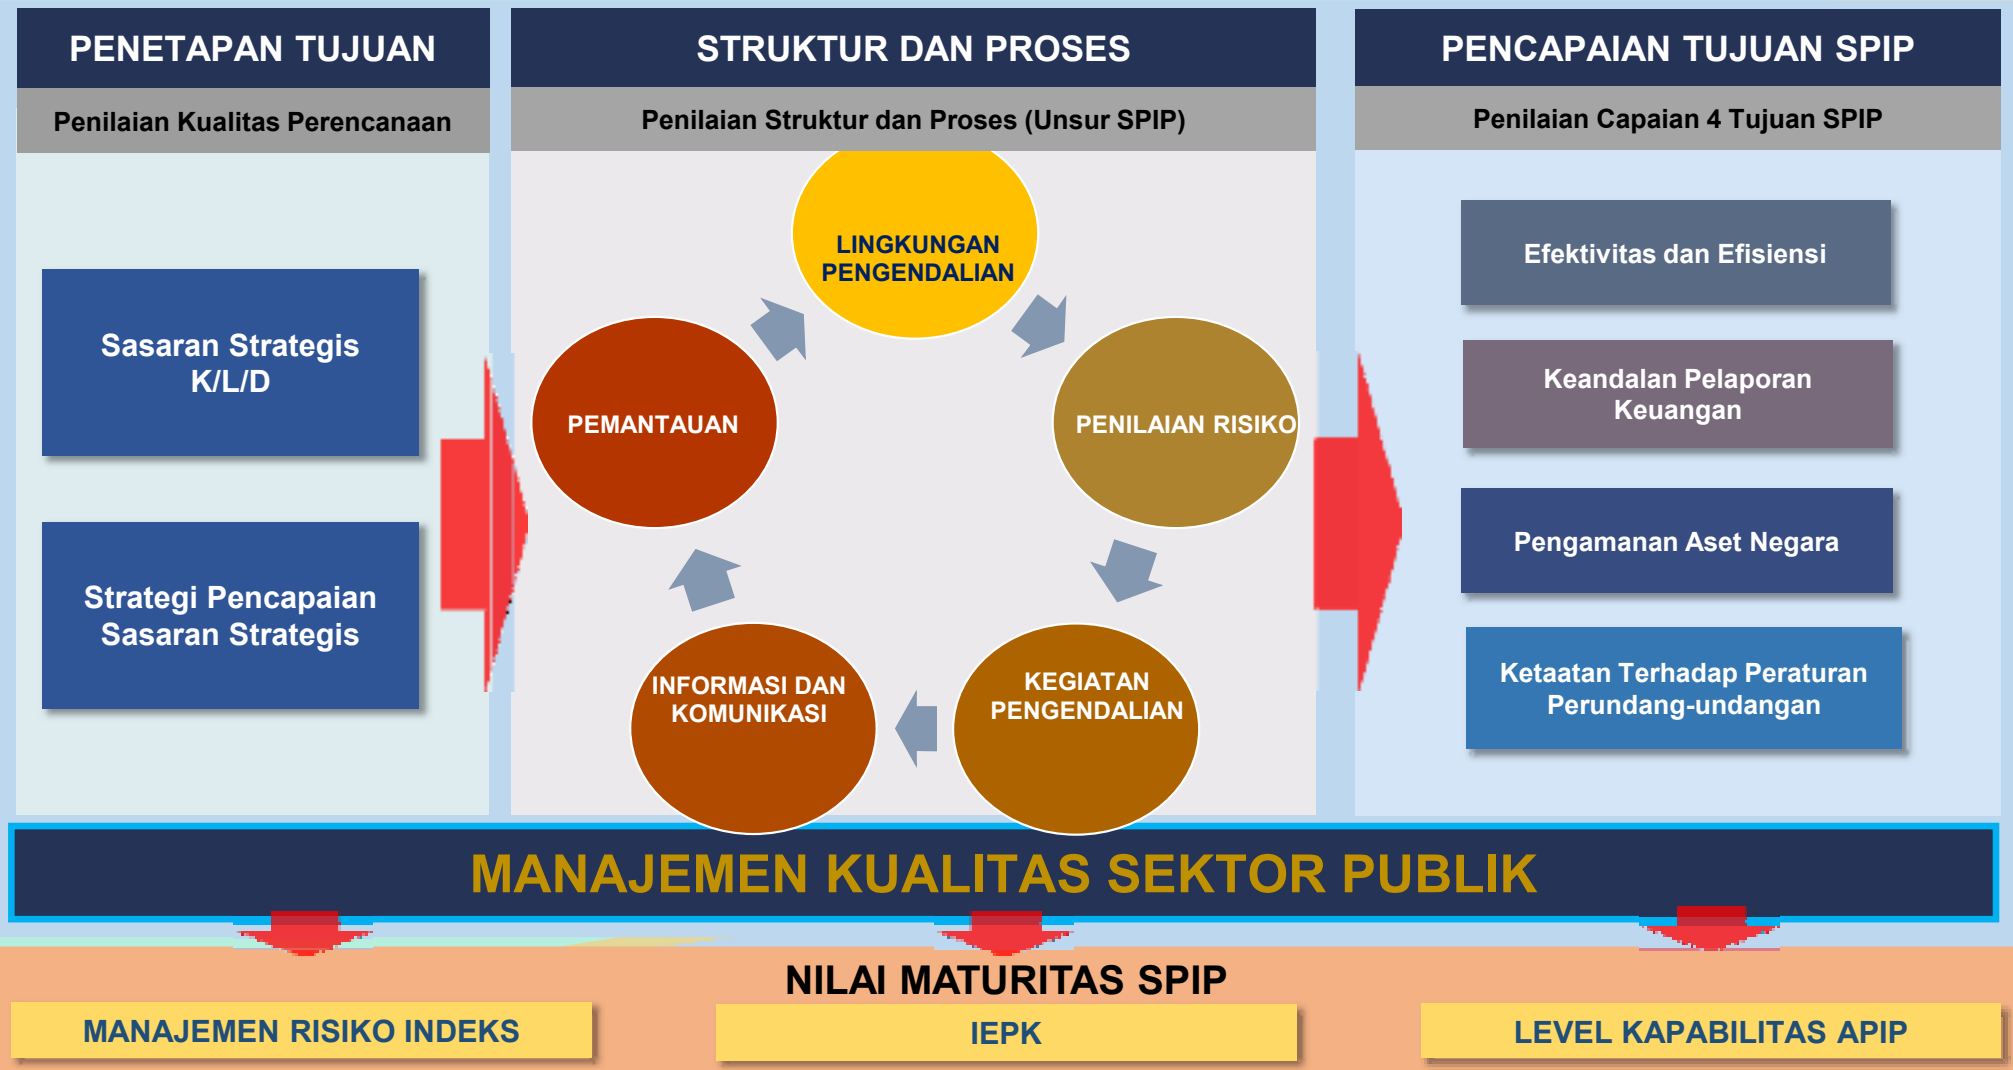 PENETAPAN TUJUAN
Penilaian Kualitas Perencanaan
Sasaran Strategis
K/L/D
Strategi Pencapaian
Sasaran Strategis
STRUKTUR DAN PROSES
Penilaian Struktur dan Proses (Unsur SPIP)
LINGKUNGAN
PENGENDALIAN
PENILAIAN RISIKO
KEGIATAN
PENGENDALIAN
INFORMASI DAN
KOMUNIKASI
PEMANTAUAN
PENCAPAIAN TUJUAN SPIP
Penilaian Capaian 4 Tujuan SPIP
Efektivitas dan Efisiensi
Keandalan Pelaporan
Keuangan
Pengamanan Aset Negara
Ketaatan Terhadap Peraturan
Perundang-undangan
MANAJEMEN KUALITAS SEKTOR PUBLIK
NILAI MATURITAS SPIP
MANAJEMEN RISIKO INDEKS
IEPK
LEVEL KAPABILITAS APIP